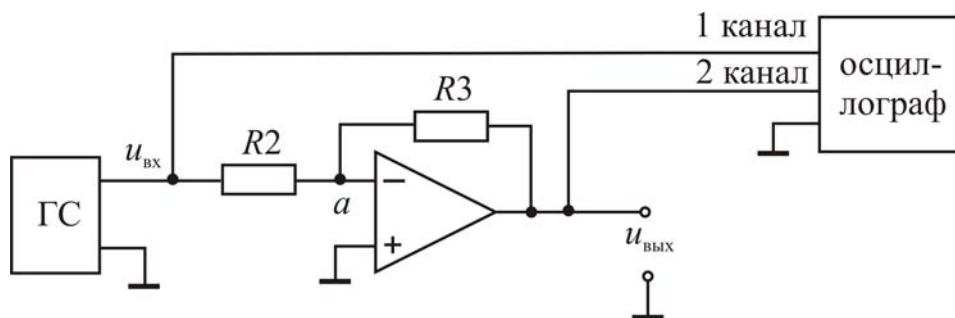 1 канал
2 канал
осцил-
лограф
R3
R2
uвх
ГС
a
−
+
uвых